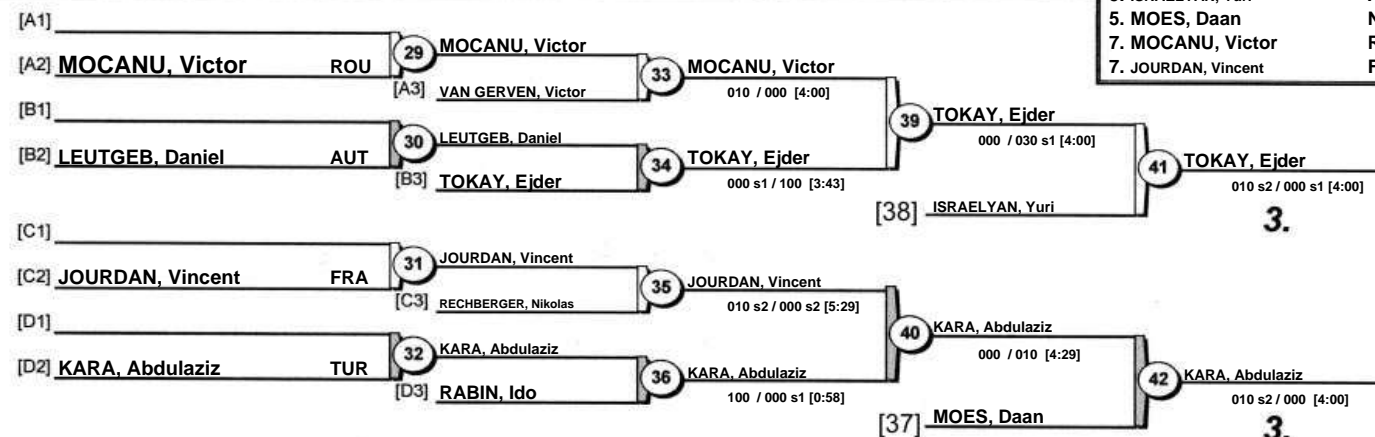 5. MOES, Daan
7. MOCANU, Victor
7. JOURDAN, Vincent
[A1]
[A2] MOCANU, Victor ROU
29
MOCANU, Victor
[A3] VAN GERVEN, Victor
33
MOCANU, Victor
010 / 000 [4:00]
[B1]
[B2] LEUTGEB, Daniel AUT
30
LEUTGEB, Daniel
[B3] TOKAY, Ejder
34
TOKAY, Ejder
000 s1 / 100 [3:43]
39
TOKAY, Ejder
000 / 030 s1 [4:00]
[38] ISRAELYAN, Yuri
41
TOKAY, Ejder
010 s2 / 000 s1 [4:00]
3.
[C1]
[C2] JOURDAN, Vincent FRA
31
JOURDAN, Vincent
[C3] RECHBERGER, Nikolas
35
JOURDAN, Vincent
010 s2 / 000 s2 [5:29]
[D1]
[D2] KARA, Abdulaziz TUR
32
KARA, Abdulaziz
[D3] RABIN, Ido
36
KARA, Abdulaziz
100 / 000 s1 [0:58]
40
KARA, Abdulaziz
000 / 010 [4:29]
[37] MOES, Daan
42
KARA, Abdulaziz
010 s2 / 000 [4:00]
3.